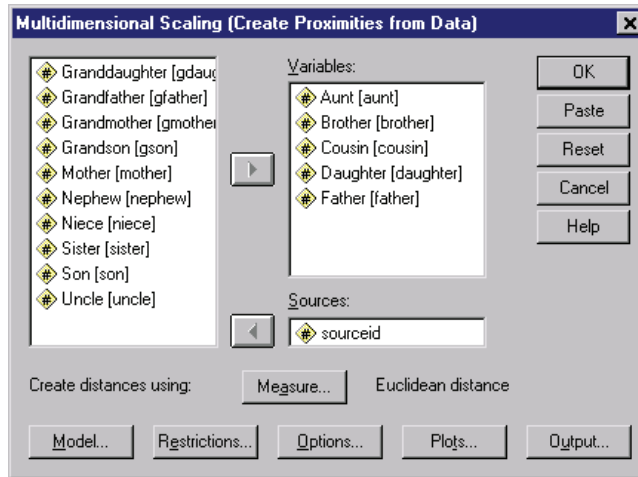 Multidimensional Scaling (Create Proximities from Data)
Granddaughter [gdaug
Grandfather [gfather]
Grandmother [gmother
Grandson [gson]
Mother [mother]
Nephew [nephew]
Niece [niece]
Sister [sister]
Son [son]
Uncle [uncle]
Variables:
Aunt [aunt]
Brother [brother]
Cousin [cousin]
Daughter [daughter]
Father [father]
Sources:
sourceid
OK
Paste
Reset
Cancel
Help
Create distances using:
Measure...
Euclidean distance
Model...
Restrictions...
Options...
Plots...
Output...